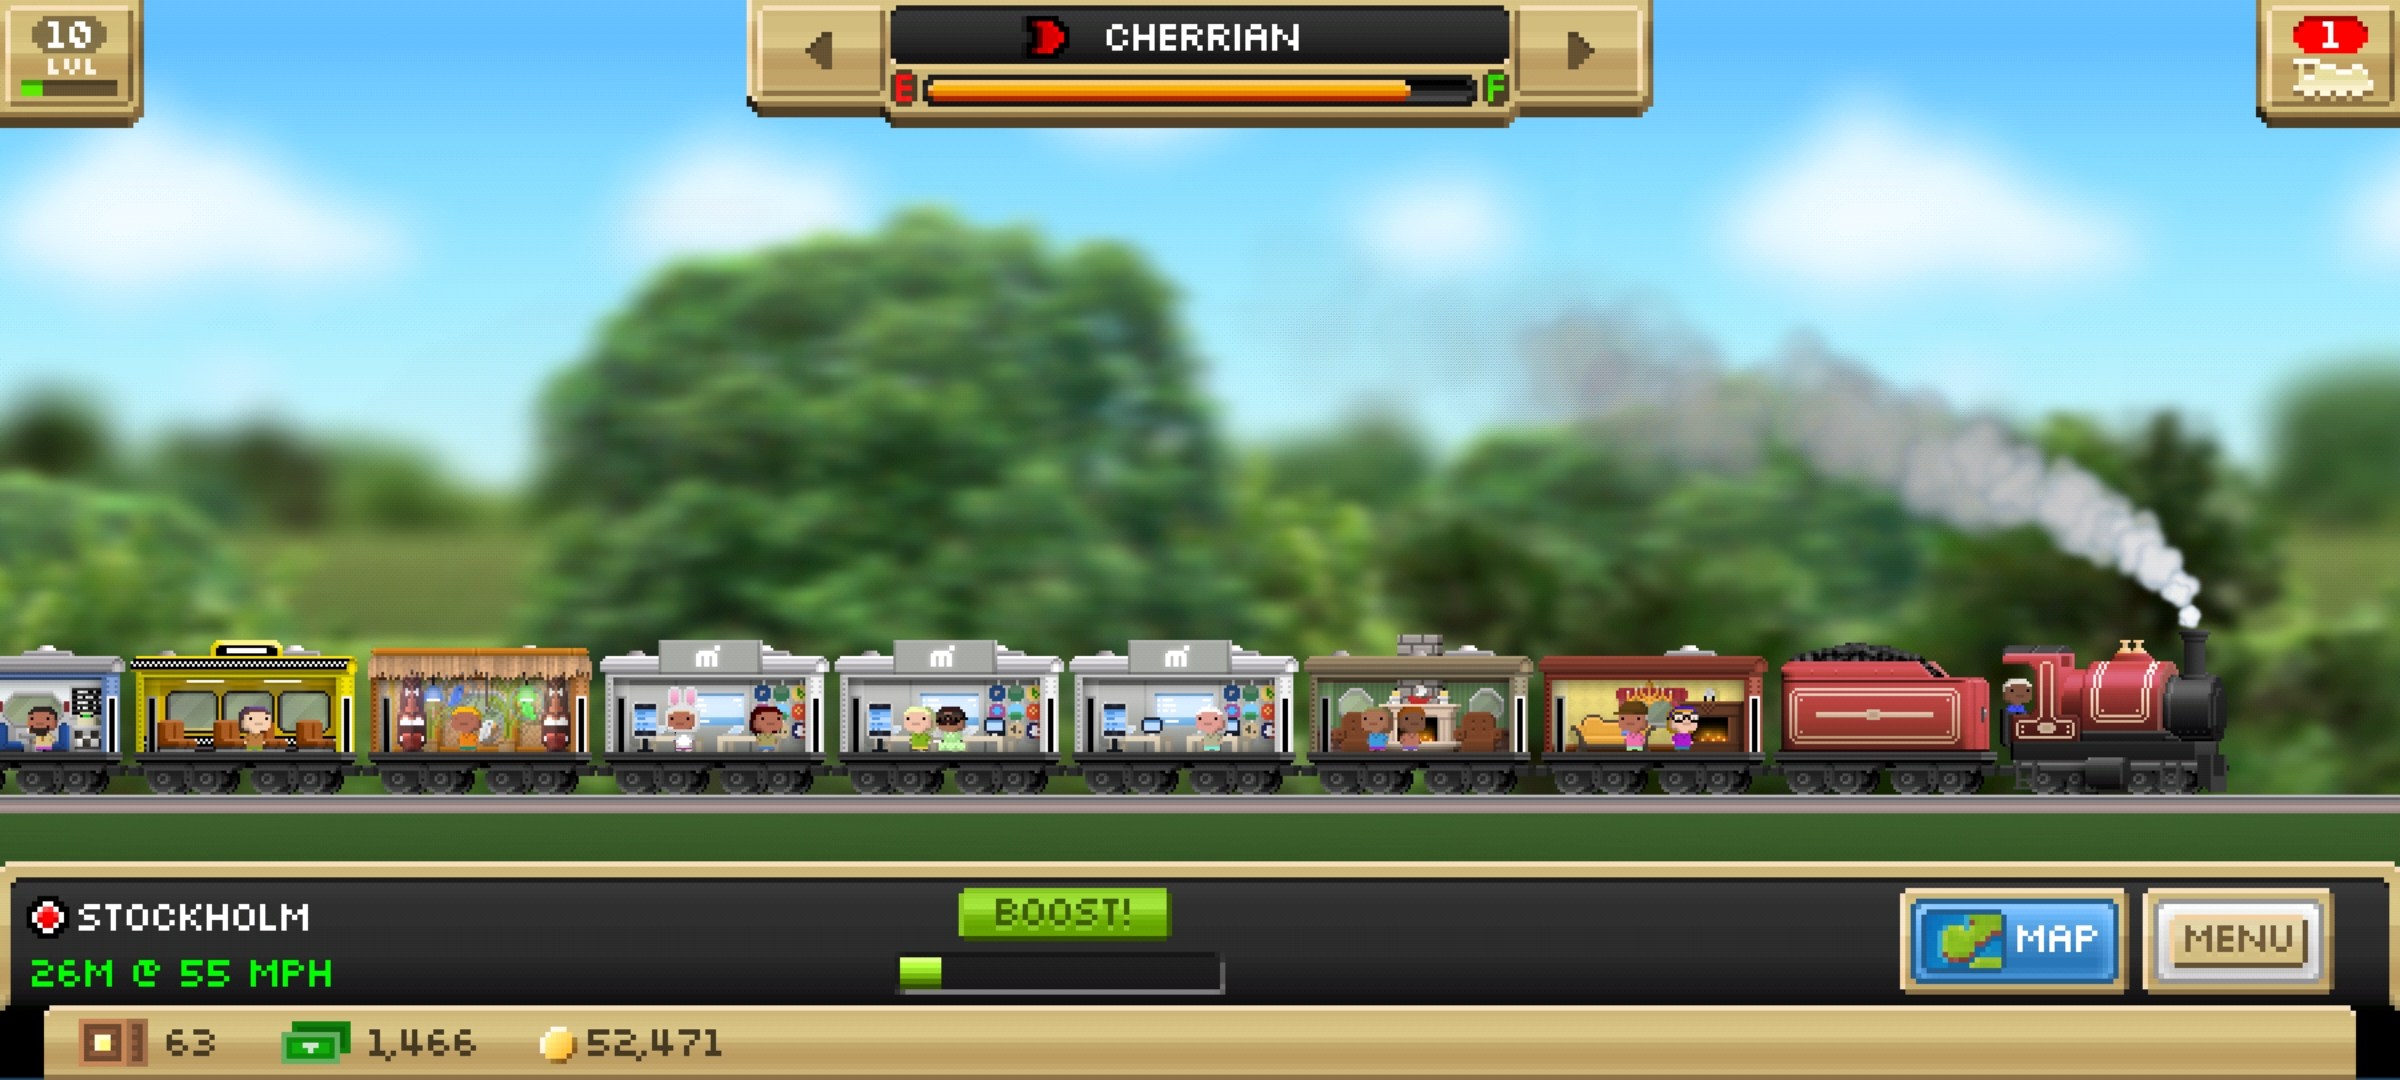 10
LVL
CHERRIAN
E F
1
m m m
STOCKHOLM
26M @ 55 MPH
BOOST!
MAP
MENU
63 1,466 52,471